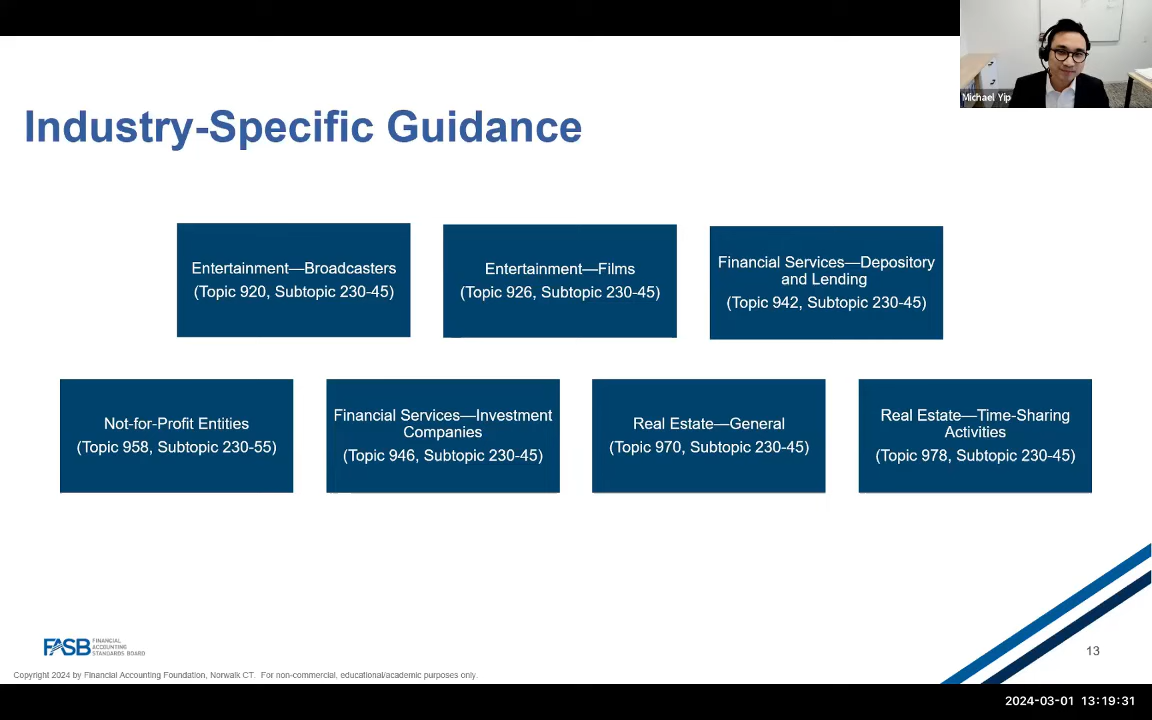 Michael Yip
Industry-Specific Guidance
Entertainment—Broadcasters
(Topic 920, Subtopic 230-45)
Entertainment—Films
(Topic 926, Subtopic 230-45)
Financial Services—Depository
and Lending
(Topic 942, Subtopic 230-45)
Not-for-Profit Entities
(Topic 958, Subtopic 230-55)
Financial Services—Investment
Companies
(Topic 946, Subtopic 230-45)
Real Estate—General
(Topic 970, Subtopic 230-45)
Real Estate—Time-Sharing
Activities
(Topic 978, Subtopic 230-45)
FASB
FINANCIAL
ACCOUNTING
STANDARDS BOARD
13
Copyright 2024 by Financial Accounting Foundation, Norwalk CT. For non-commercial, educational/academic purposes only.
2024-03-01 13:19:31